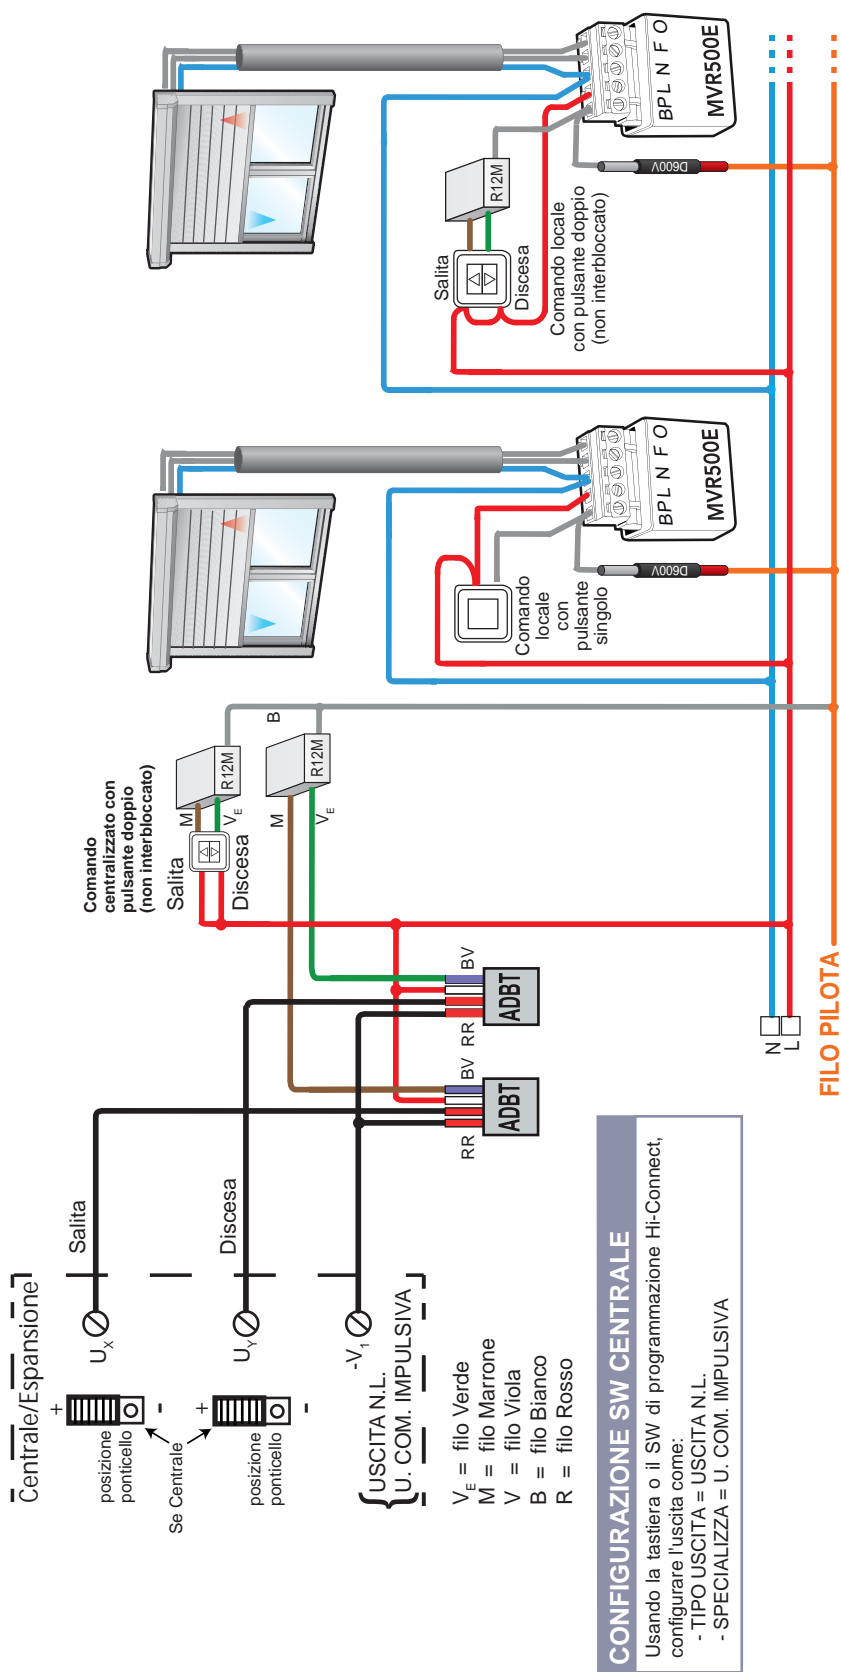 Centrale/Espansione
+
-
posizione
ponticello
Se Centrale
+
-
posizione
ponticello
UX
Salita
UY
Discesa
-V1
USCITA N.L.
U. COM. IMPULSIVA
VE = filo Verde
M = filo Marrone
V = filo Viola
B = filo Bianco
R = filo Rosso
CONFIGURAZIONE SW CENTRALE
Usando la tastiera o il SW di programmazione Hi-Connect,
configurare l'uscita come:
- TIPO USCITA = USCITA N.L.
- SPECIALIZZA = U. COM. IMPULSIVA
RR
BV
ADBT
RR
BV
ADBT
Comando
centralizzato con
pulsante doppio
(non interbloccato)
Salita
Discesa
M
VE
R12M
M
VE
R12M
B
N
L
FILO PILOTA
Comando
locale
con
pulsante
singolo
D600V
BPL N F O
MVR500E
Salita
Discesa
R12M
Comando locale
con pulsante doppio
(non interbloccato)
D600V
BPL N F O
MVR500E